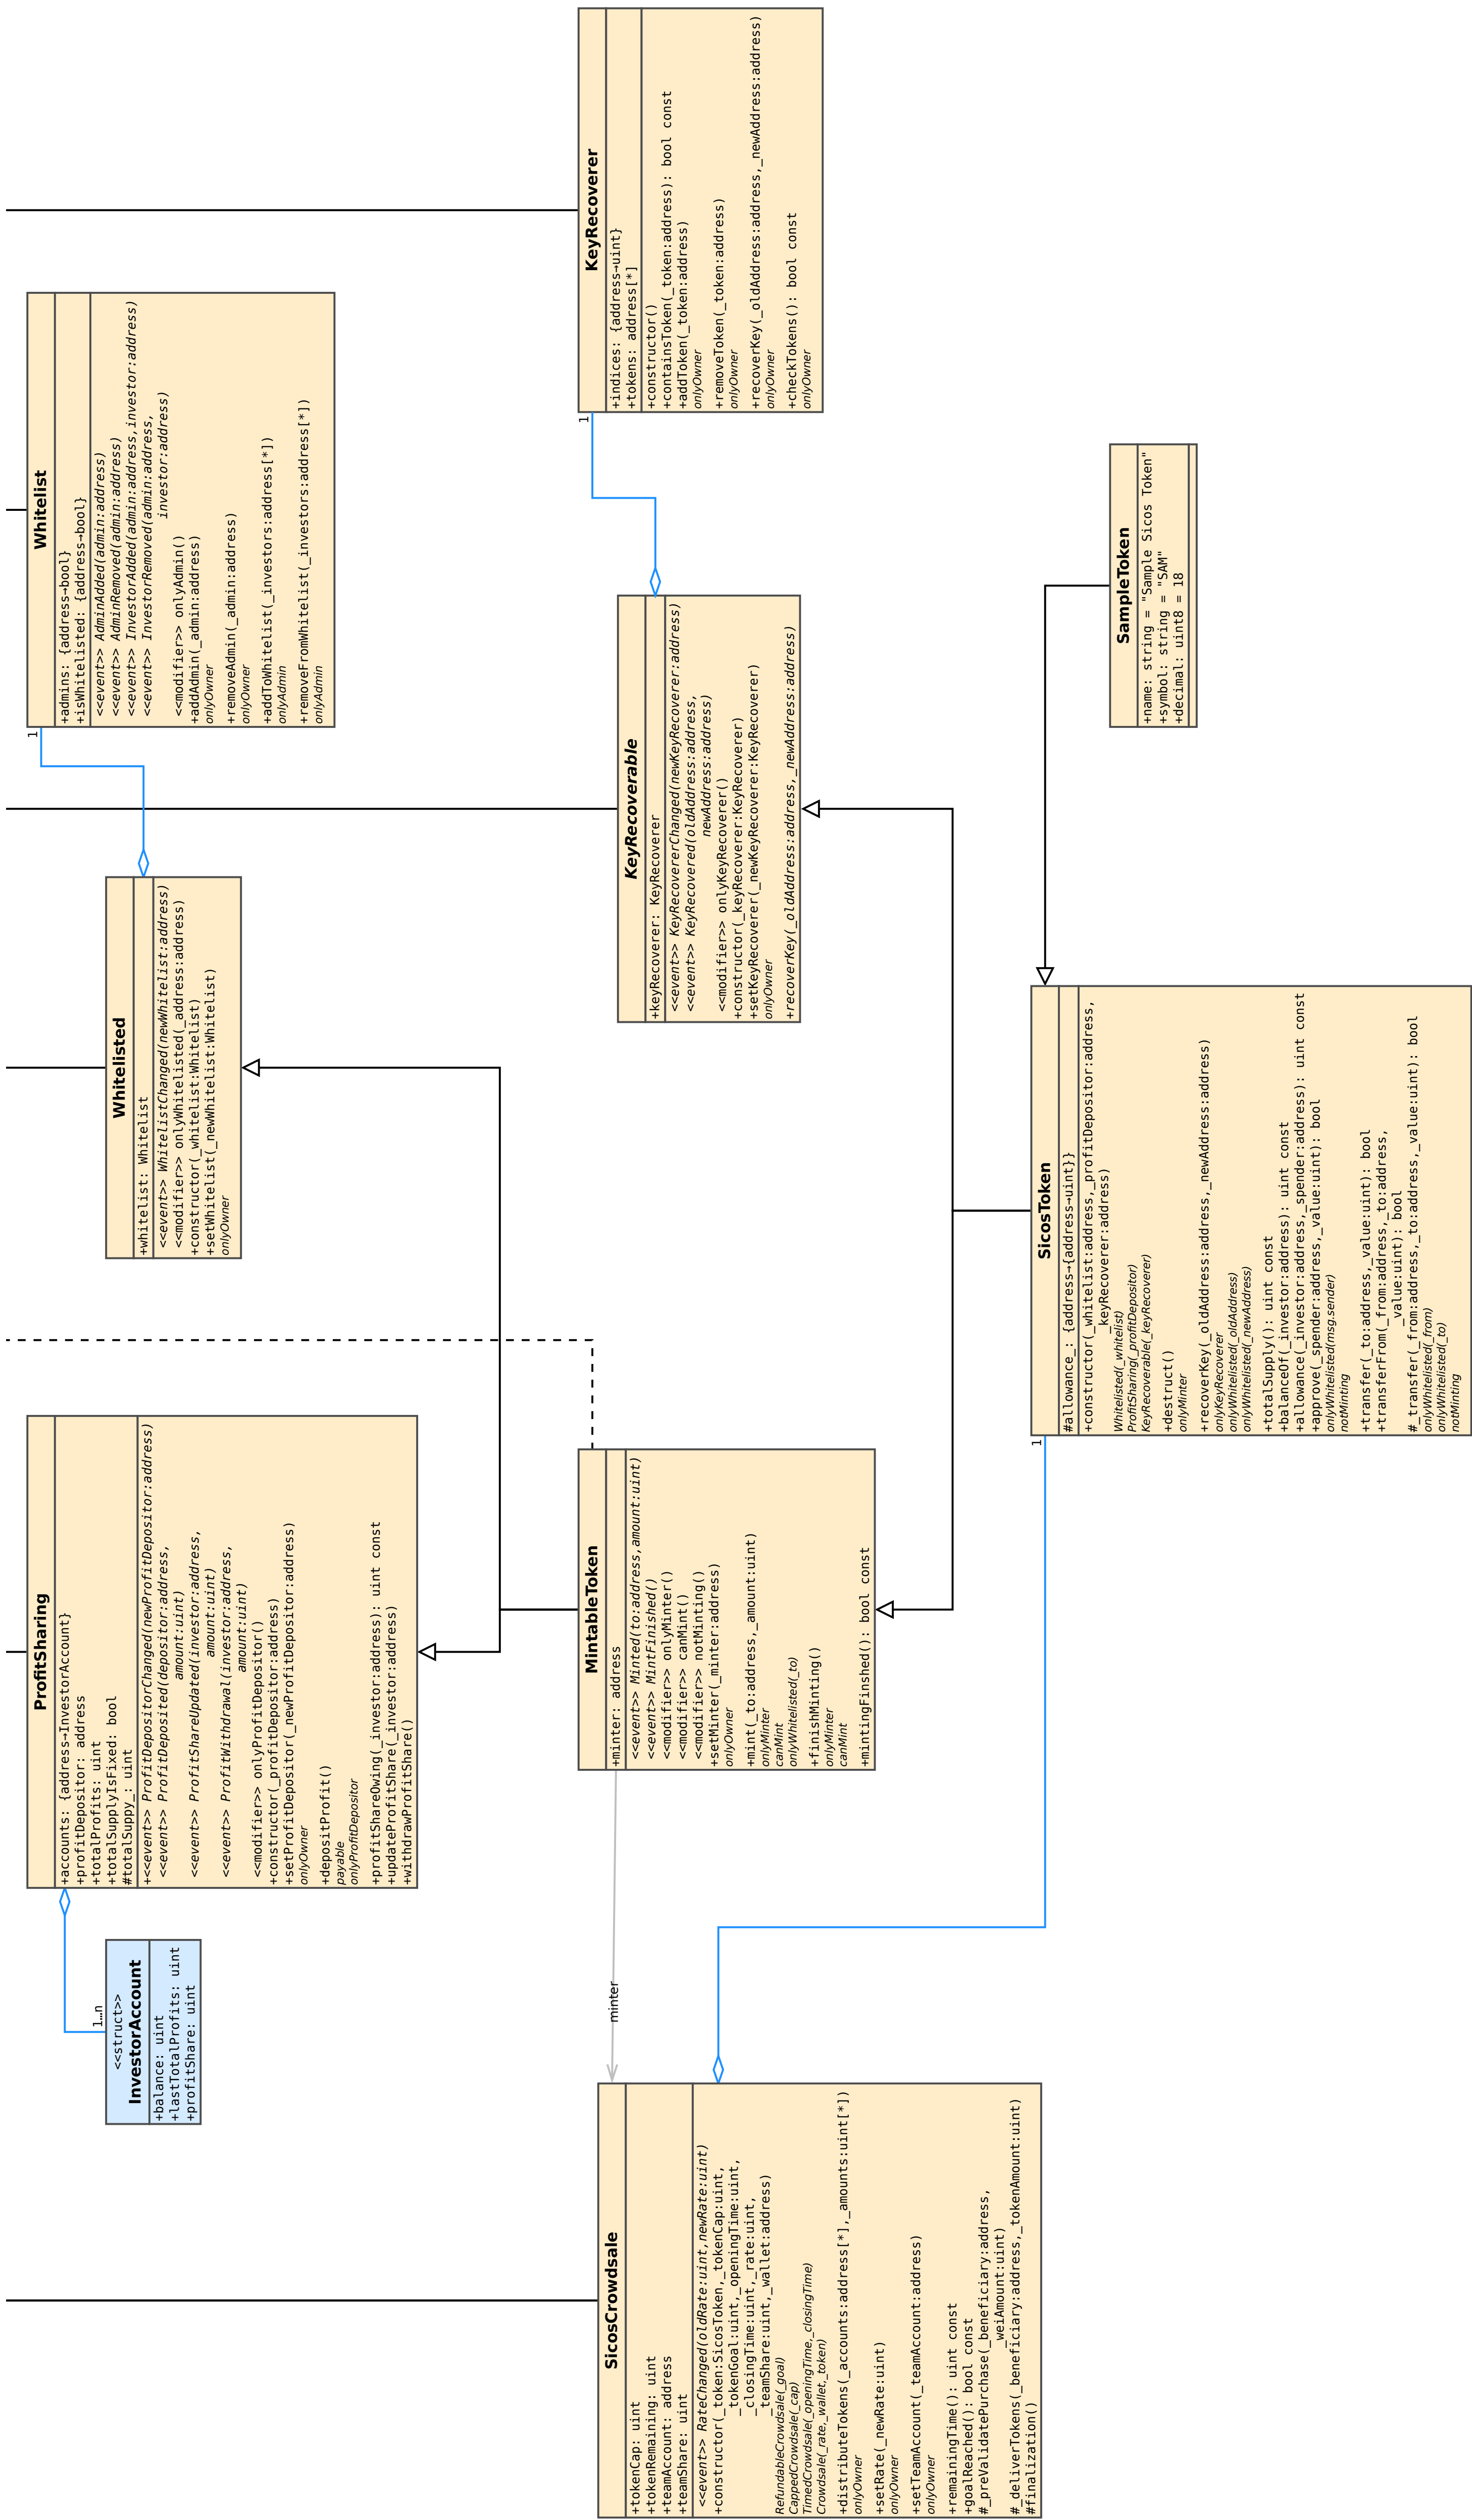 SicosCrowdsale
+tokenCap: uint
+tokenRemaining: uint
+teamAccount: address
+teamShare: uint
<<event>> RateChanged(oldRate:uint,newRate:uint)
+constructor(_token:SicosToken,_tokenCap:uint,
_tokenGoal:uint,_openingTime:uint,
_closingTime:uint,_rate:uint,
_teamShare:uint,_wallet:address)
RefundableCrowdsale(_goal)
CappedCrowdsale(_cap)
TimedCrowdsale(_openingTime,_closingTime)
Crowdsale(_rate,_wallet,_token)
+distributeTokens(_accounts:address[*],_amounts:uint[*])
onlyOwner
+setRate(_newRate:uint)
onlyOwner
+setTeamAccount(_teamAccount:address)
onlyOwner
+remainingTime(): uint const
+goalReached(): bool const
#_preValidatePurchase(_beneficiary:address,
_weiAmount:uint)
#_deliverTokens(_beneficiary:address,_tokenAmount:uint)
#finalization()
<<struct>>
InvestorAccount
+balance: uint
+lastTotalProfits: uint
+profitShare: uint
1…n
minter
ProfitSharing
+accounts: {address→InvestorAccount}
+profitDepositor: address
+totalProfits: uint
+totalSupplyIsFixed: bool
#totalSuppy_: uint
+<<event>> ProfitDepositorChanged(newProfitDepositor:address)
<<event>> ProfitDeposited(depositor:address,
amount:uint)
<<event>> ProfitShareUpdated(investor:address,
amount:uint)
<<event>> ProfitWithdrawal(investor:address,
amount:uint)
<<modifier>> onlyProfitDepositor()
+constructor(_profitDepositor:address)
+setProfitDepositor(_newProfitDepositor:address)
onlyOwner
+depositProfit()
payable
onlyProfitDepositor
+profitShareOwing(_investor:address): uint const
+updateProfitShare(_investor:address)
+withdrawProfitShare()
MintableToken
+minter: address
<<event>> Minted(to:address,amount:uint)
<<event>> MintFinished()
<<modifier>> onlyMinter()
<<modifier>> canMint()
<<modifier>> notMinting()
+setMinter(_minter:address)
onlyOwner
+mint(_to:address,_amount:uint)
onlyMinter
canMint
onlyWhitelisted(_to)
+finishMinting()
onlyMinter
canMint
+mintingFinshed(): bool const
Whitelisted
+whitelist: Whitelist
<<event>> WhitelistChanged(newWhitelist:address)
<<modifier>> onlyWhitelisted(_address:address)
+constructor(_whitelist:Whitelist)
+setWhitelist(_newWhitelist:Whitelist)
onlyOwner
1
SicosToken
#allowance_: {address→{address→uint}}
+constructor(_whitelist:address,_profitDepositor:address,
_keyRecoverer:address)
Whitelisted(_whitelist)
ProfitSharing(_profitDepositor)
KeyRecoverable(_keyRecoverer)
+destruct()
onlyMinter
+recoverKey(_oldAddress:address,_newAddress:address)
onlyKeyRecoverer
onlyWhitelisted(_oldAddress)
onlyWhitelisted(_newAddress)
+totalSupply(): uint const
+balanceOf(_investor:address): uint const
+allowance(_investor:address,_spender:address): uint const
+approve(_spender:address,_value:uint): bool
onlyWhitelisted(msg.sender)
notMinting
+transfer(_to:address,_value:uint): bool
+transferFrom(_from:address,_to:address,
_value:uint): bool
#_transfer(_from:address,_to:address,_value:uint): bool
onlyWhitelisted(_from)
onlyWhitelisted(_to)
notMinting
1
Whitelist
+admins: {address→bool}
+isWhitelisted: {address→bool}
<<event>> AdminAdded(admin:address)
<<event>> AdminRemoved(admin:address)
<<event>> InvestorAdded(admin:address,investor:address)
<<event>> InvestorRemoved(admin:address,
investor:address)
<<modifier>> onlyAdmin()
+addAdmin(_admin:address)
onlyOwner
+removeAdmin(_admin:address)
onlyOwner
+addToWhitelist(_investors:address[*])
onlyAdmin
+removeFromWhitelist(_investors:address[*])
onlyAdmin
KeyRecoverable
+keyRecoverer: KeyRecoverer
<<event>> KeyRecovererChanged(newKeyRecoverer:address)
<<event>> KeyRecovered(oldAddress:address,
newAddress:address)
<<modifier>> onlyKeyRecoverer()
+constructor(_keyRecoverer:KeyRecoverer)
+setKeyRecoverer(_newKeyRecoverer:KeyRecoverer)
onlyOwner
+recoverKey(_oldAddress:address,_newAddress:address)
1
KeyRecoverer
+indices: {address→uint}
+tokens: address[*]
+constructor()
+containsToken(_token:address): bool const
+addToken(_token:address)
onlyOwner
+removeToken(_token:address)
onlyOwner
+recoverKey(_oldAddress:address,_newAddress:address)
onlyOwner
+checkTokens(): bool const
onlyOwner
SampleToken
+name: string = "Sample Sicos Token"
+symbol: string = "SAM"
+decimal: uint8 = 18